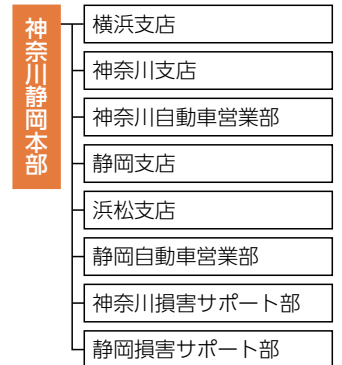 神奈川静岡本部
横浜支店
神奈川支店
神奈川自動車営業部
静岡支店
浜松支店
静岡自動車営業部
神奈川損害サポート部
静岡損害サポート部